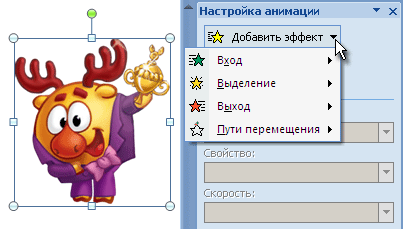 Настройка анимации
Добавить эффект
Вход
Выделение
Выход
Пути перемещения
Свойство:
Скорость: